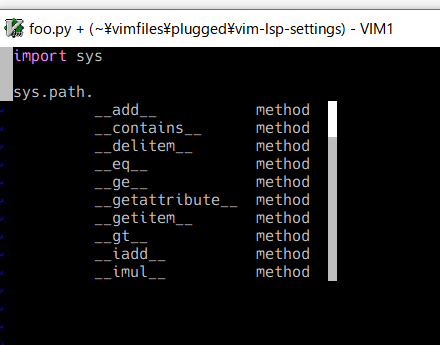 foo.py + (~¥vimfiles¥plugged¥vim-lsp-settings) - VIM1
import sys
sys.path.
__add__ method
__contains__ method
__delitem__ method
__eq__ method
__ge__ method
__getattribute__ method
__getitem__ method
__gt__ method
__iadd__ method
__imul__ method